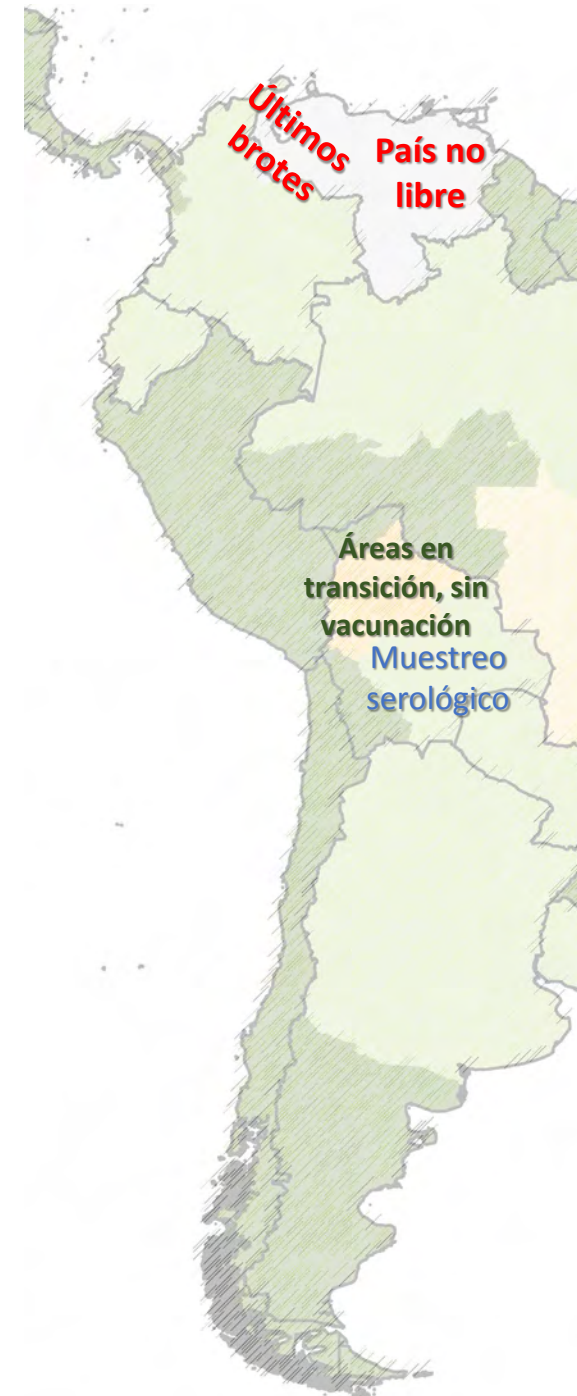 Últimos
brotes
País no
libre
Áreas en
transición, sin
vacunación
Muestreo
serológico